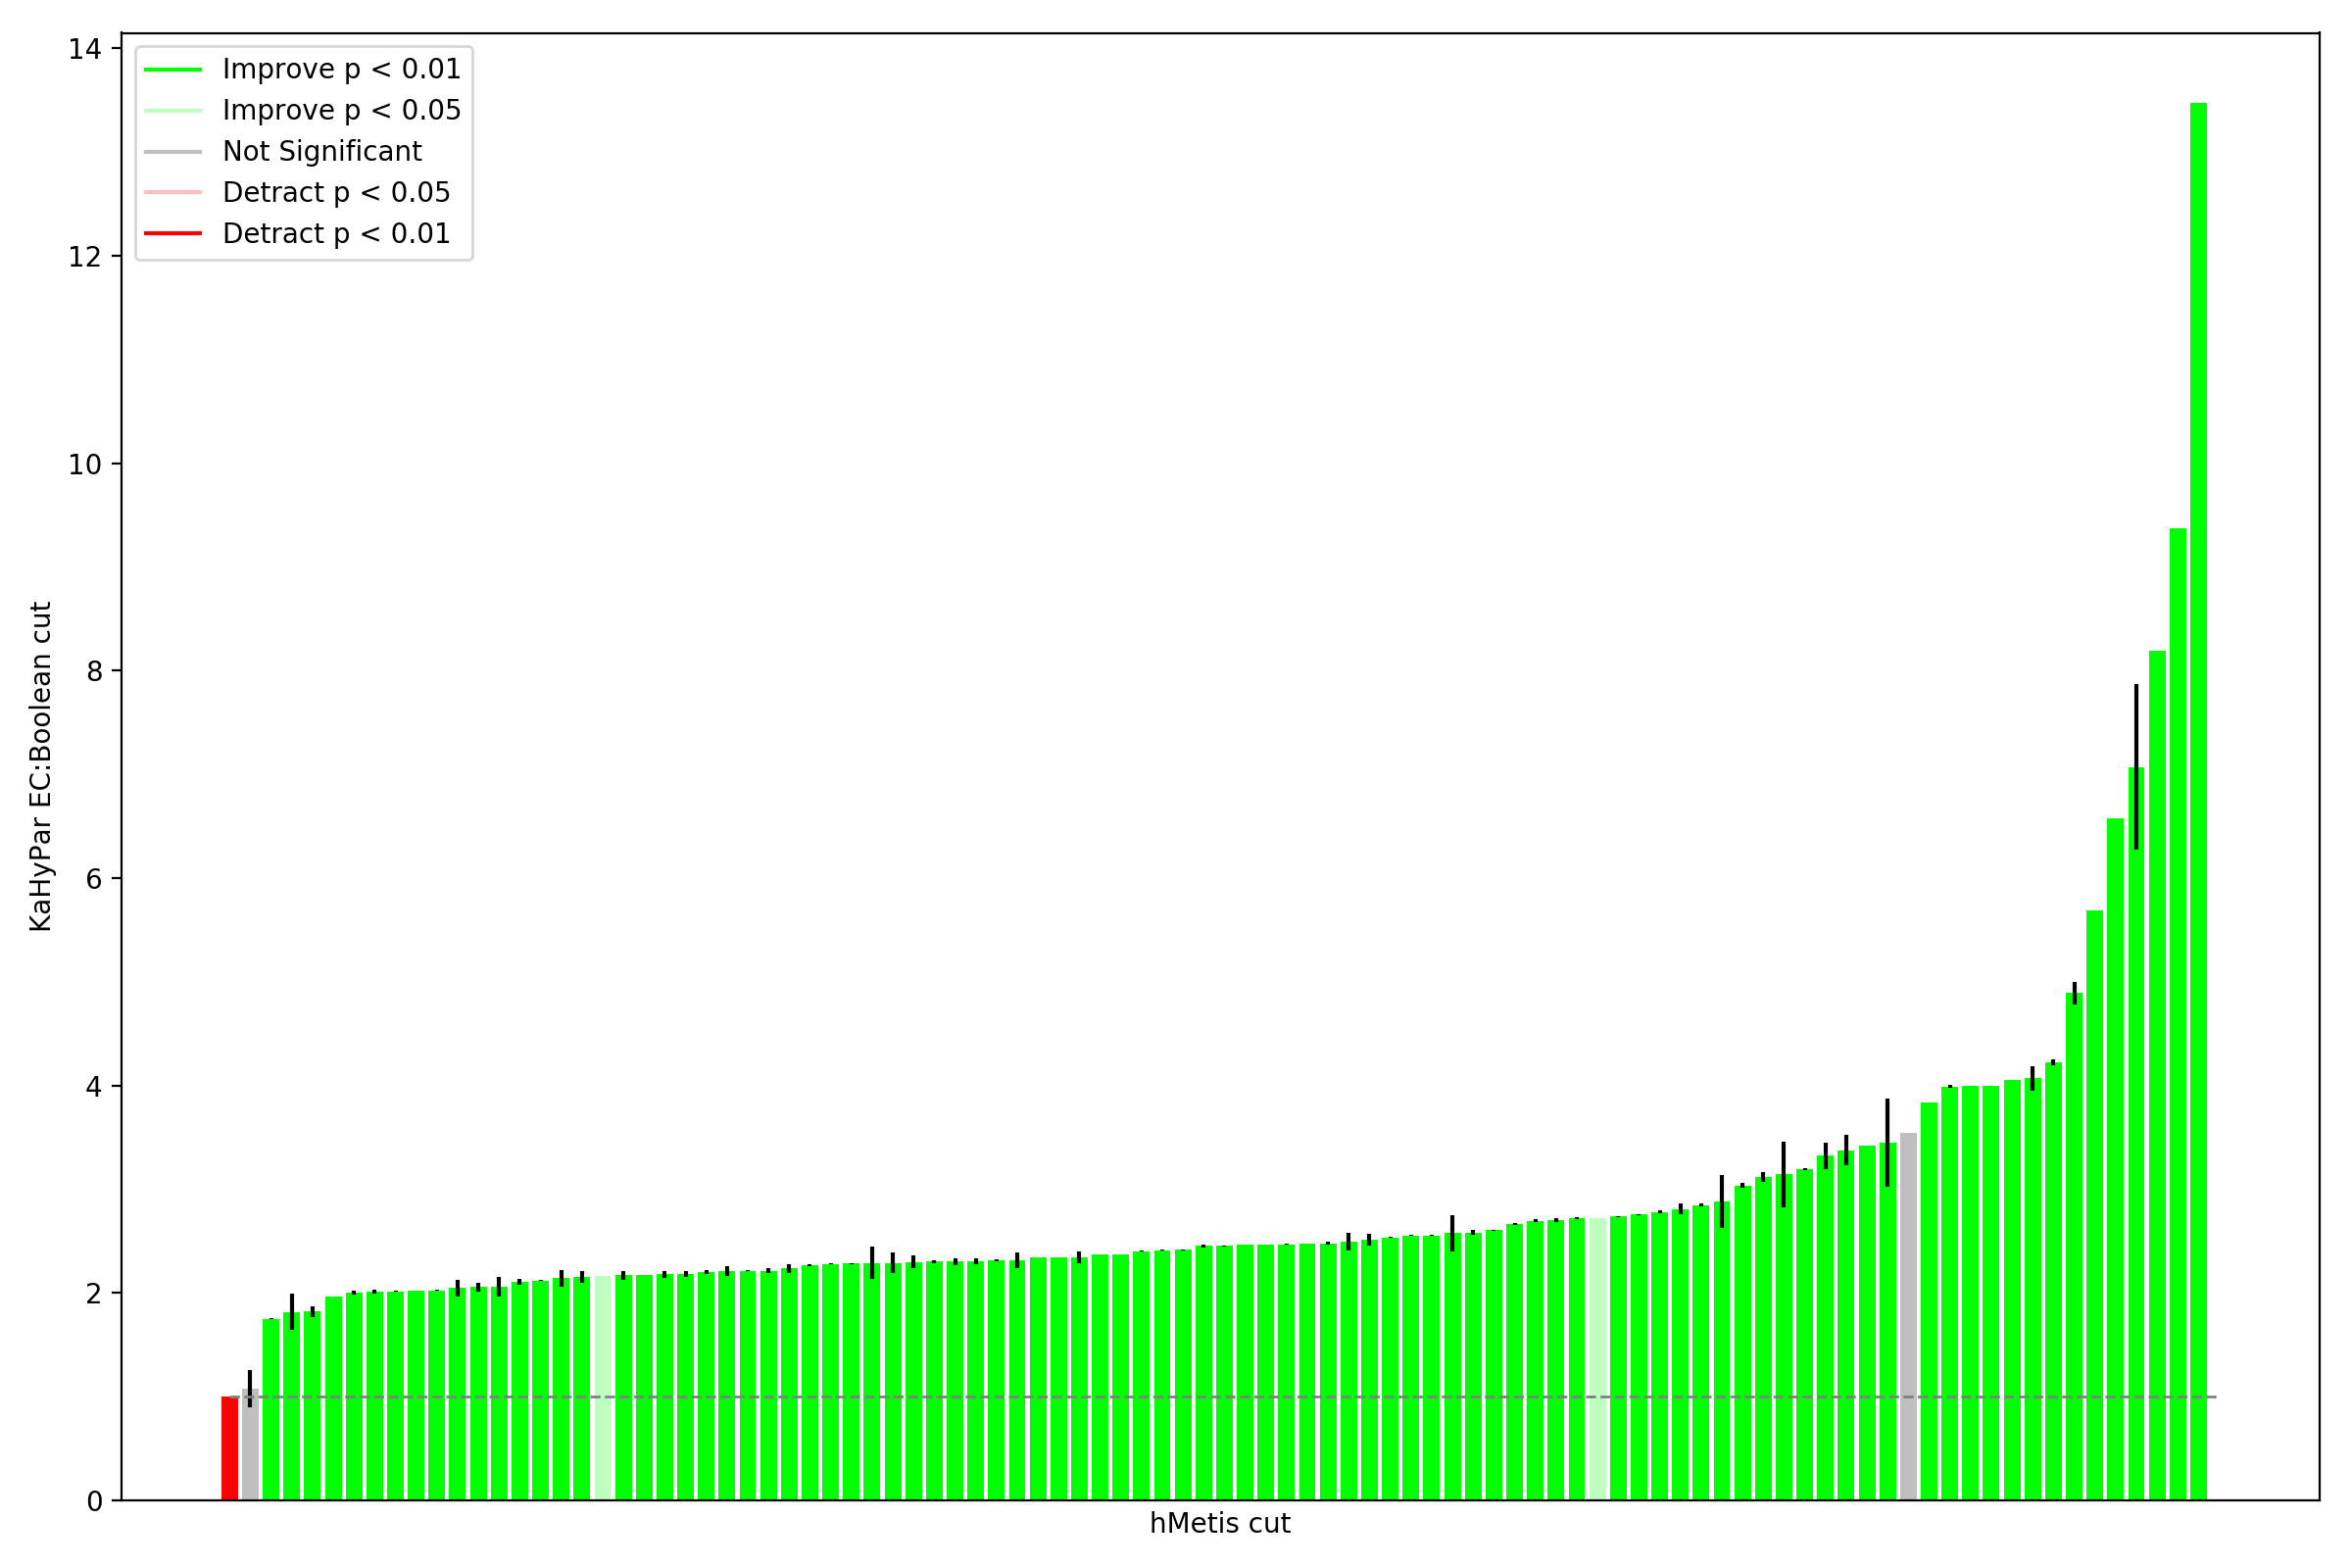 14
12
10
8
6
4
2
0
Improve p < 0.01
Improve p < 0.05
Not Significant
Detract p < 0.05
Detract p < 0.01
KaHyPar EC:Boolean cut
hMetis cut